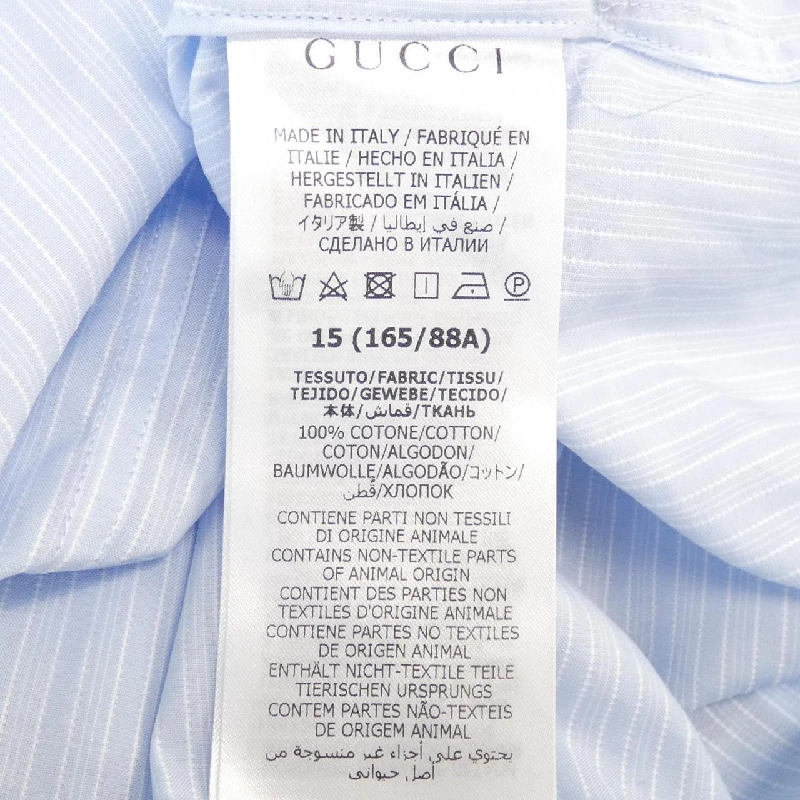 GUCCI
MADE IN ITALY / FABRIQUÉ EN
ITALIE / HECHO EN ITALIA /
HERGESTELLT IN ITALIEN /
FABRICADO EM ITÁLIA /
イタリア製 / صنع في إيطاليا /
СДЕЛАНО В ИТАЛИИ
P
15 (165/88A)
TESSUTO/FABRIC/TISSU/
TEJIDO/GEWEBE/TECIDO/
本体/قماش/ТКАНЬ
100% COTONE/COTTON/
COTON/ALGODON/
BAUMWOLLE/ALGODÃO/コットン/
قُطن/ХЛОПОК
CONTIENE PARTI NON TESSILI
DI ORIGINE ANIMALE
CONTAINS NON-TEXTILE PARTS
OF ANIMAL ORIGIN
CONTIENT DES PARTIES NON
TEXTILES D'ORIGINE ANIMALE
CONTIENE PARTES NO TEXTILES
DE ORIGEN ANIMAL
ENTHÄLT NICHT-TEXTILE TEILE
TIERISCHEN URSPRUNGS
CONTEM PARTES NÃO-TEXTEIS
DE ORIGEM ANIMAL
يحتوي على أجزاء غير منسوجة من
أصل حيواني